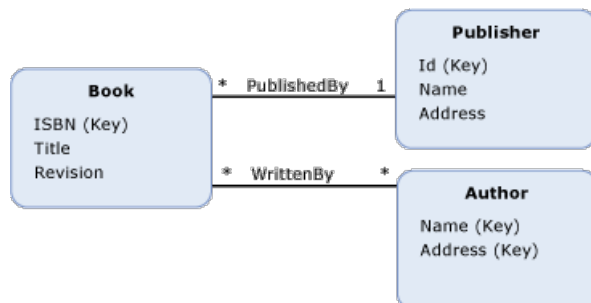 Book
ISBN (Key)
Title
Revision
* PublishedBy 1
Publisher
Id (Key)
Name
Address
* WrittenBy *
Author
Name (Key)
Address (Key)